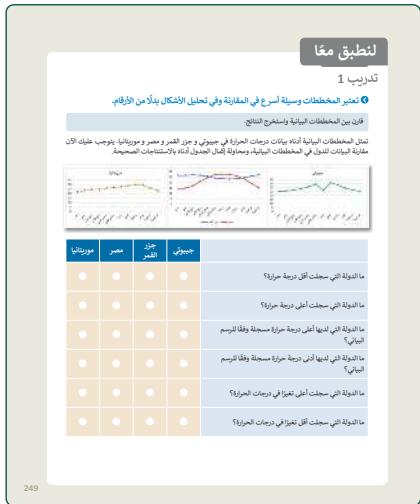 لنطبق معًا
تدريب 1
تعتبر المخططات وسيلة أسرع في المقارنة وفي تحليل الأشكال بدلًا من الأرقام.
قارن بين المخططات البيانية واستخرج النتائج.
تمثل المخططات البيانية أدناه بيانات درجات الحرارة في جيبوتي و جزر القمر و مصر و موريتانيا. يتوجب عليك الآن
مقارنة البيانات للدول في المخططات البيانية، ومحاولة إكمال الجدول أدناه بالاستنتاجات الصحيحة.
موريتانيا
جيبوتي
جيبوتي جزر القمر مصر موريتانيا
ما الدولة التي سجلت أقل درجة حرارة؟
ما الدولة التي سجلت أعلى درجة حرارة؟
ما الدولة التي لديها أعلى درجة حرارة مسجلة وفقًا للرسم
البياني؟
ما الدولة التي لديها أدنى درجة حرارة مسجلة وفقًا للرسم
البياني؟
ما الدولة التي سجلت أعلى تغيرًا في درجات الحرارة؟
ما الدولة التي سجلت أقل تغيرًا في درجات الحرارة؟
249